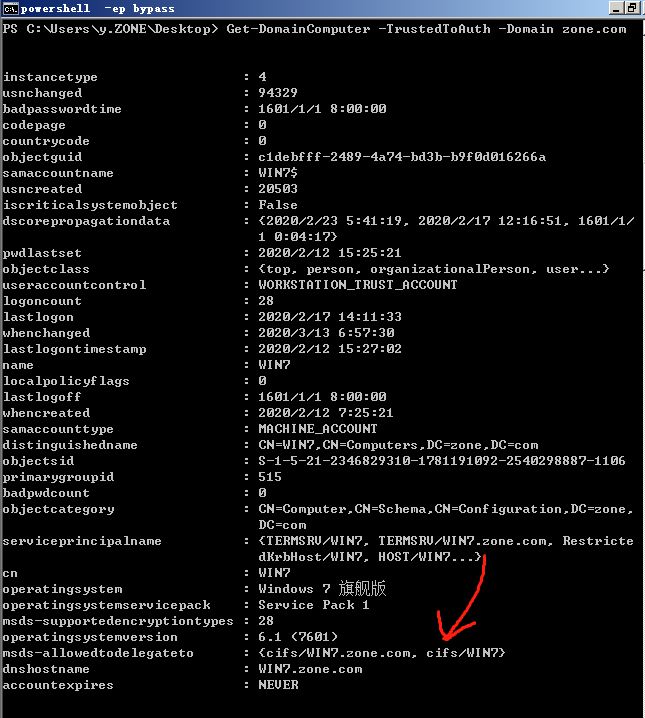 powershell -ep bypass
PS C:\Users\y.ZONE\Desktop> Get-DomainComputer -TrustedToAuth -Domain zone.com
instancetype : 4
usnchanged : 94329
badpasswordtime : 1601/1/1 8:00:00
codepage : 0
countrycode : 0
objectguid : c1debfff-2489-4a74-bd3b-b9f0d016266a
samaccountname : WIN7$
usncreated : 20503
iscriticalsystemobject : False
dscorepropagationdata : {2020/2/23 5:41:19, 2020/2/17 12:16:51, 1601/1/
1 0:04:17}
pwdlastset : 2020/2/12 15:25:21
objectclass : {top, person, organizationalPerson, user...}
useraccountcontrol : WORKSTATION_TRUST_ACCOUNT
logoncount : 28
lastlogon : 2020/2/17 14:11:33
whenchanged : 2020/3/13 6:57:30
lastlogontimestamp : 2020/2/12 15:27:02
name : WIN7
localpolicyflags : 0
lastlogoff : 1601/1/1 8:00:00
whencreated : 2020/2/12 7:25:21
samaccounttype : MACHINE_ACCOUNT
distinguishedname : CN=WIN7,CN=Computers,DC=zone,DC=com
objectsid : S-1-5-21-2346829310-1781191092-2540298887-1106
primarygroupid : 515
badpwdcount : 0
objectcategory : CN=Computer,CN=Schema,CN=Configuration,DC=zone,
DC=com
serviceprincipalname : {TERMSRV/WIN7, TERMSRV/WIN7.zone.com, Restricte
dKrbHost/WIN7, HOST/WIN7...}
cn : WIN7
operatingsystem : Windows 7 旗舰版
operatingsystemservicepack : Service Pack 1
msds-supportedencryptiontypes : 28
operatingsystemversion : 6.1 (7601)
msds-allowedtodelegateto : {cifs/WIN7.zone.com, cifs/WIN7}
dnshostname : WIN7.zone.com
accountexpires : NEVER